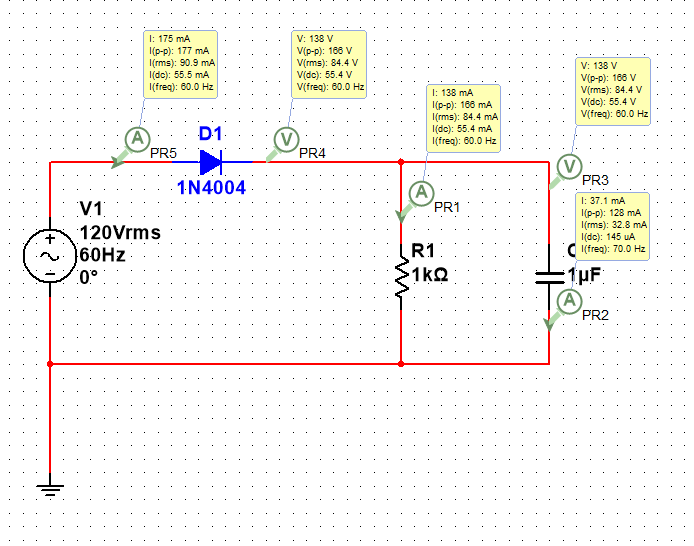 I: 175 mA
I(p-p): 177 mA
I(rms): 90.9 mA
I(dc): 55.5 mA
I(freq): 60.0 Hz
V: 138 V
V(p-p): 166 V
V(rms): 84.4 V
V(dc): 55.4 V
V(freq): 60.0 Hz
V: 138 V
V(p-p): 166 V
V(rms): 84.4 V
V(dc): 55.4 V
V(freq): 60.0 Hz
I: 138 mA
I(p-p): 166 mA
I(rms): 84.4 mA
I(dc): 55.4 mA
I(freq): 60.0 Hz
A
PR5
D1
1N4004
V
PR4
V
PR3
A
PR1
I: 37.1 mA
I(p-p): 128 mA
I(rms): 32.8 mA
I(dc): 145 uA
I(freq): 70.0 Hz
V1
120Vrms
60Hz
0°
R1
1kΩ
1µF
A
PR2